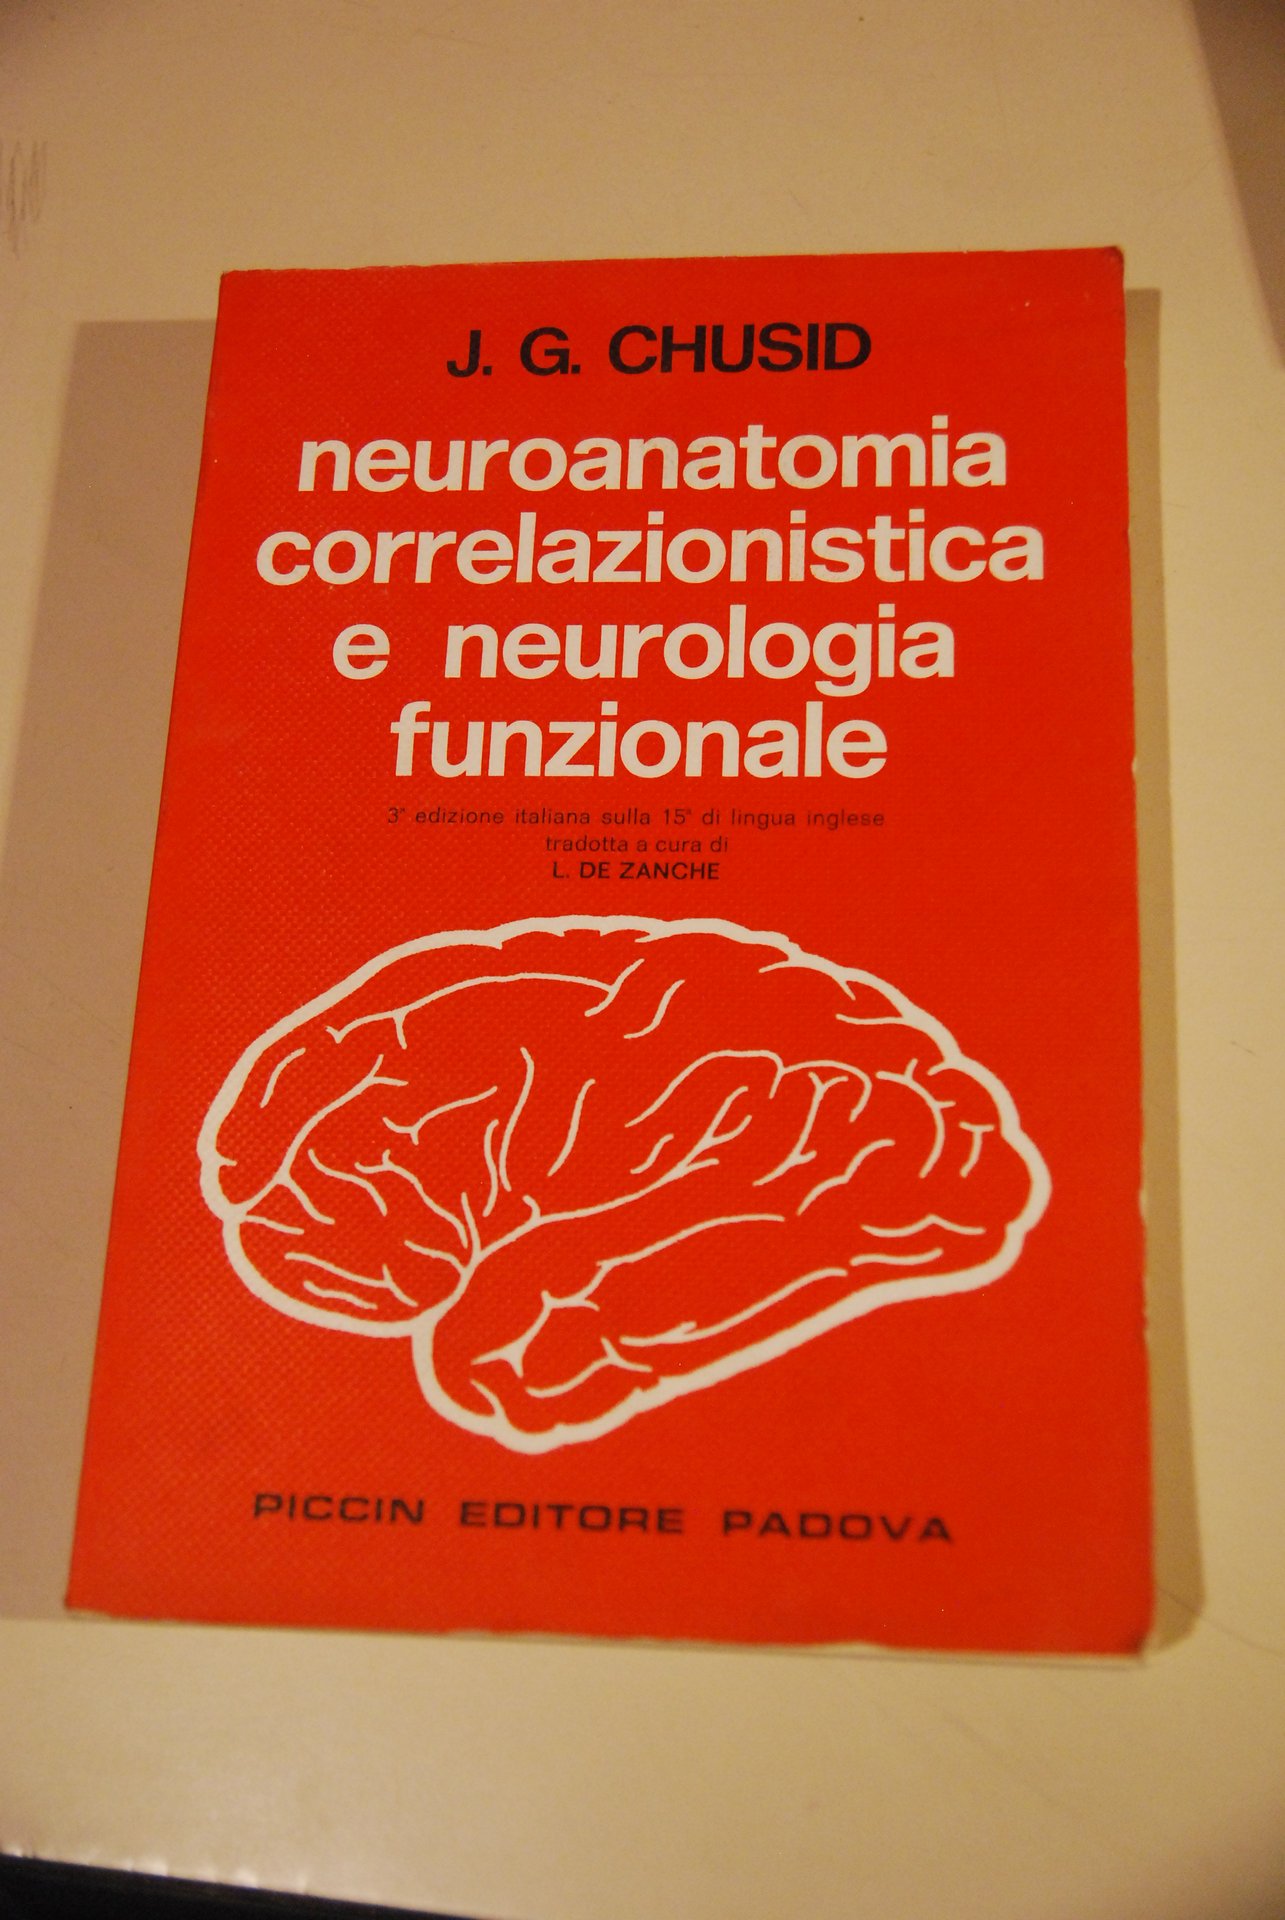 J. G. CHUSID
neuroanatomia
correlazionistica
e neurologia
funzionale
3ª edizione italiana sulla 15ª di lingua inglese
tradotta a cura di
L. DE ZANCHE
PICCIN EDITORE PADOVA